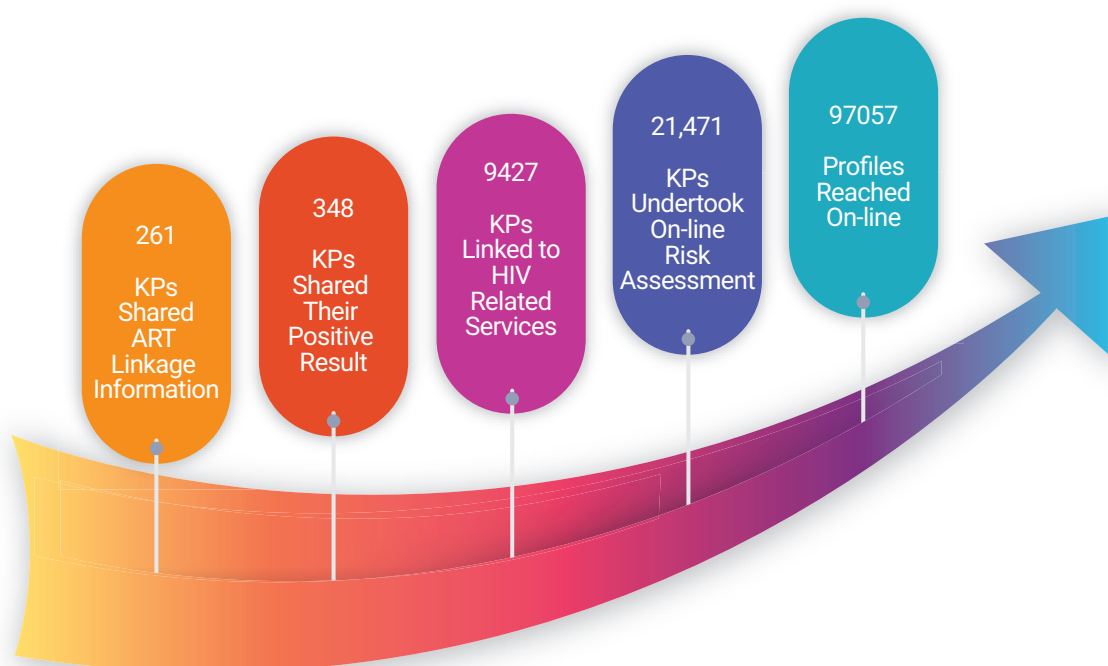 261
KPs
Shared
ART
Linkage
Information
348
KPs
Shared
Their
Positive
Result
9427
KPs
Linked to
HIV
Related
Services
21,471
KPs
Undertook
On-line
Risk
Assessment
97057
Profiles
Reached
On-line